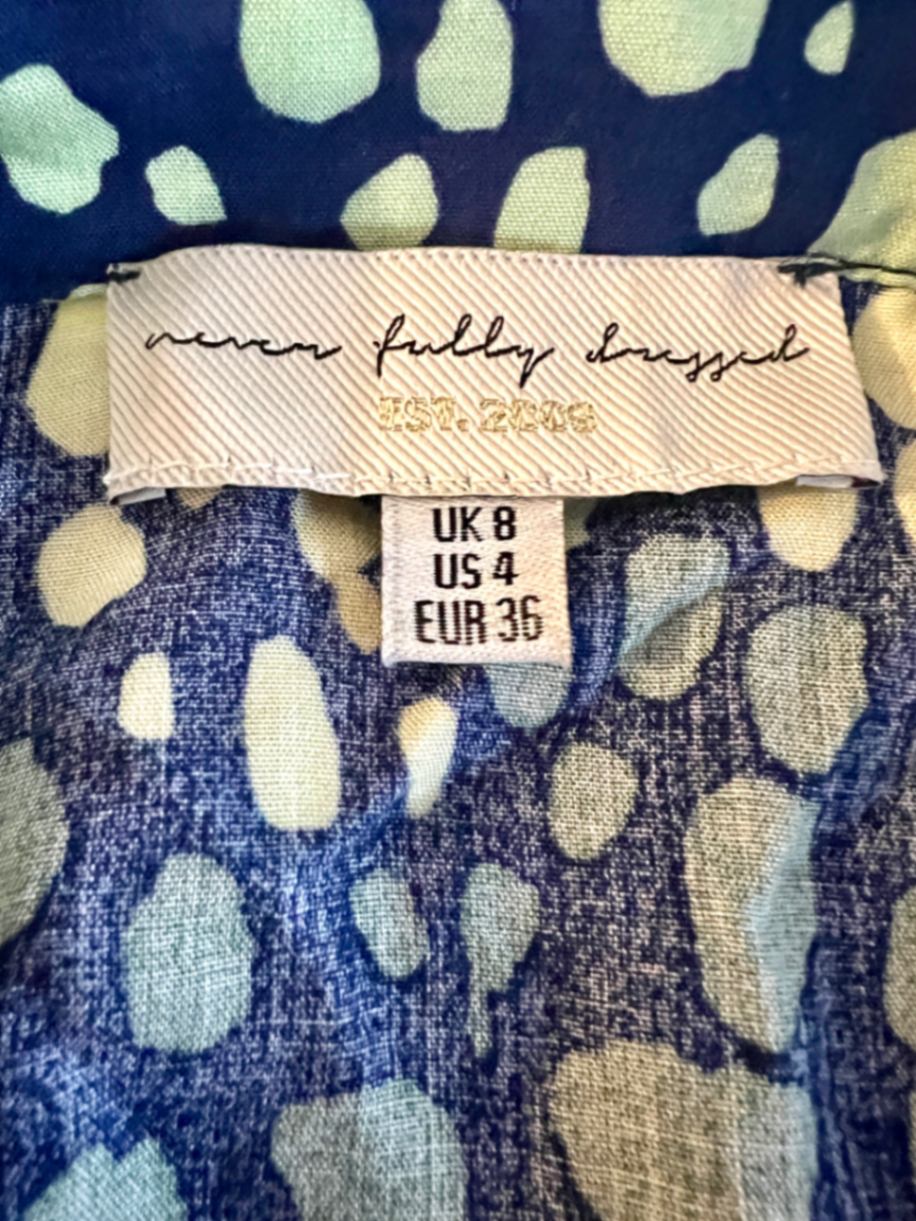 never fully dressed
EST. 2009
UK 8
US 4
EUR 36